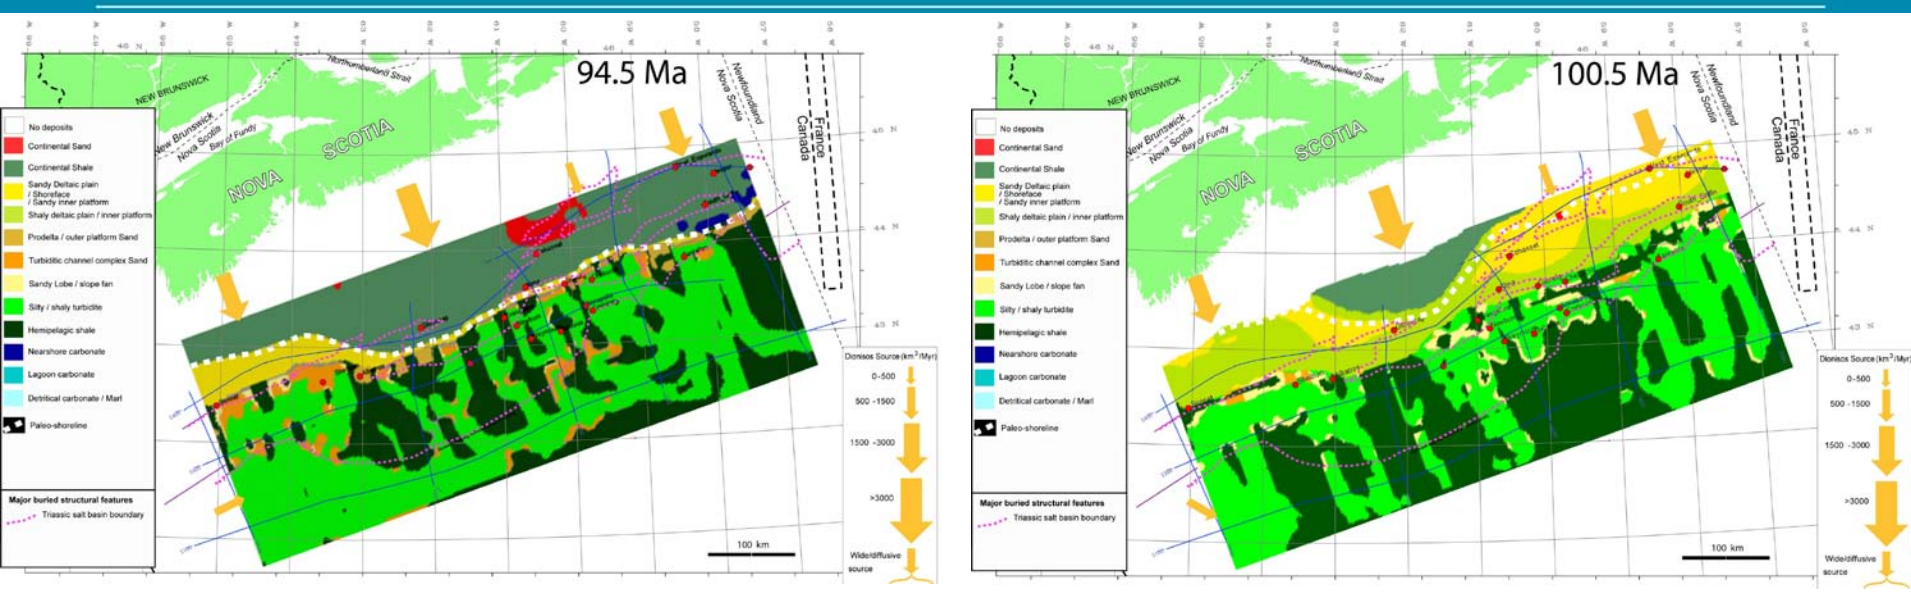 94.5 Ma
46 N
NEW BRUNSWICK
Northumberland Strait
New Brunswick
Nova Scotia
Bay of Fundy
NOVA
SCOTIA
Newfoundland
Nova Scotia
France
Canada
45 N
44 N
43 N
No deposits
Continental Sand
Continental Shale
Sandy Deltaic plain
/ Shoreface
/ Sandy inner platform
Shaly deltaic plain / inner platform
Prodelta / outer platform Sand
Turbiditic channel complex Sand
Sandy Lobe / slope fan
Silty / shaly turbidite
Hemipelagic shale
Nearshore carbonate
Lagoon carbonate
Detritical carbonate / Marl
Paleo-shoreline
Major buried structural features
Triassic salt basin boundary
Dionisos Source (km³/Myr)
0-500
500 -1500
1500 -3000
>3000
Wide/diffusive
source
100 km
100.5 Ma
46 N
NEW BRUNSWICK
Northumberland Strait
New Brunswick
Nova Scotia
Bay of Fundy
NOVA
SCOTIA
Newfoundland
Nova Scotia
France
Canada
45 N
44 N
43 N
No deposits
Continental Sand
Continental Shale
Sandy Deltaic plain
/ Shoreface
/ Sandy inner platform
Shaly deltaic plain / inner platform
Prodelta / outer platform Sand
Turbiditic channel complex Sand
Sandy Lobe / slope fan
Silty / shaly turbidite
Hemipelagic shale
Nearshore carbonate
Lagoon carbonate
Detritical carbonate / Marl
Paleo-shoreline
Major buried structural features
Triassic salt basin boundary
Dionisos Source (km³/Myr)
0-500
500 -1500
1500 -3000
>3000
Wide/diffusive
source
100 km